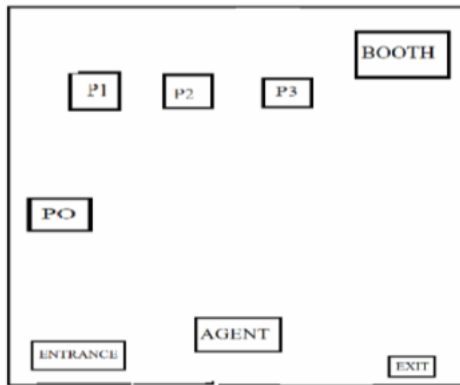 BOOTH
P1
P2
P3
PO
AGENT
ENTRANCE
EXIT